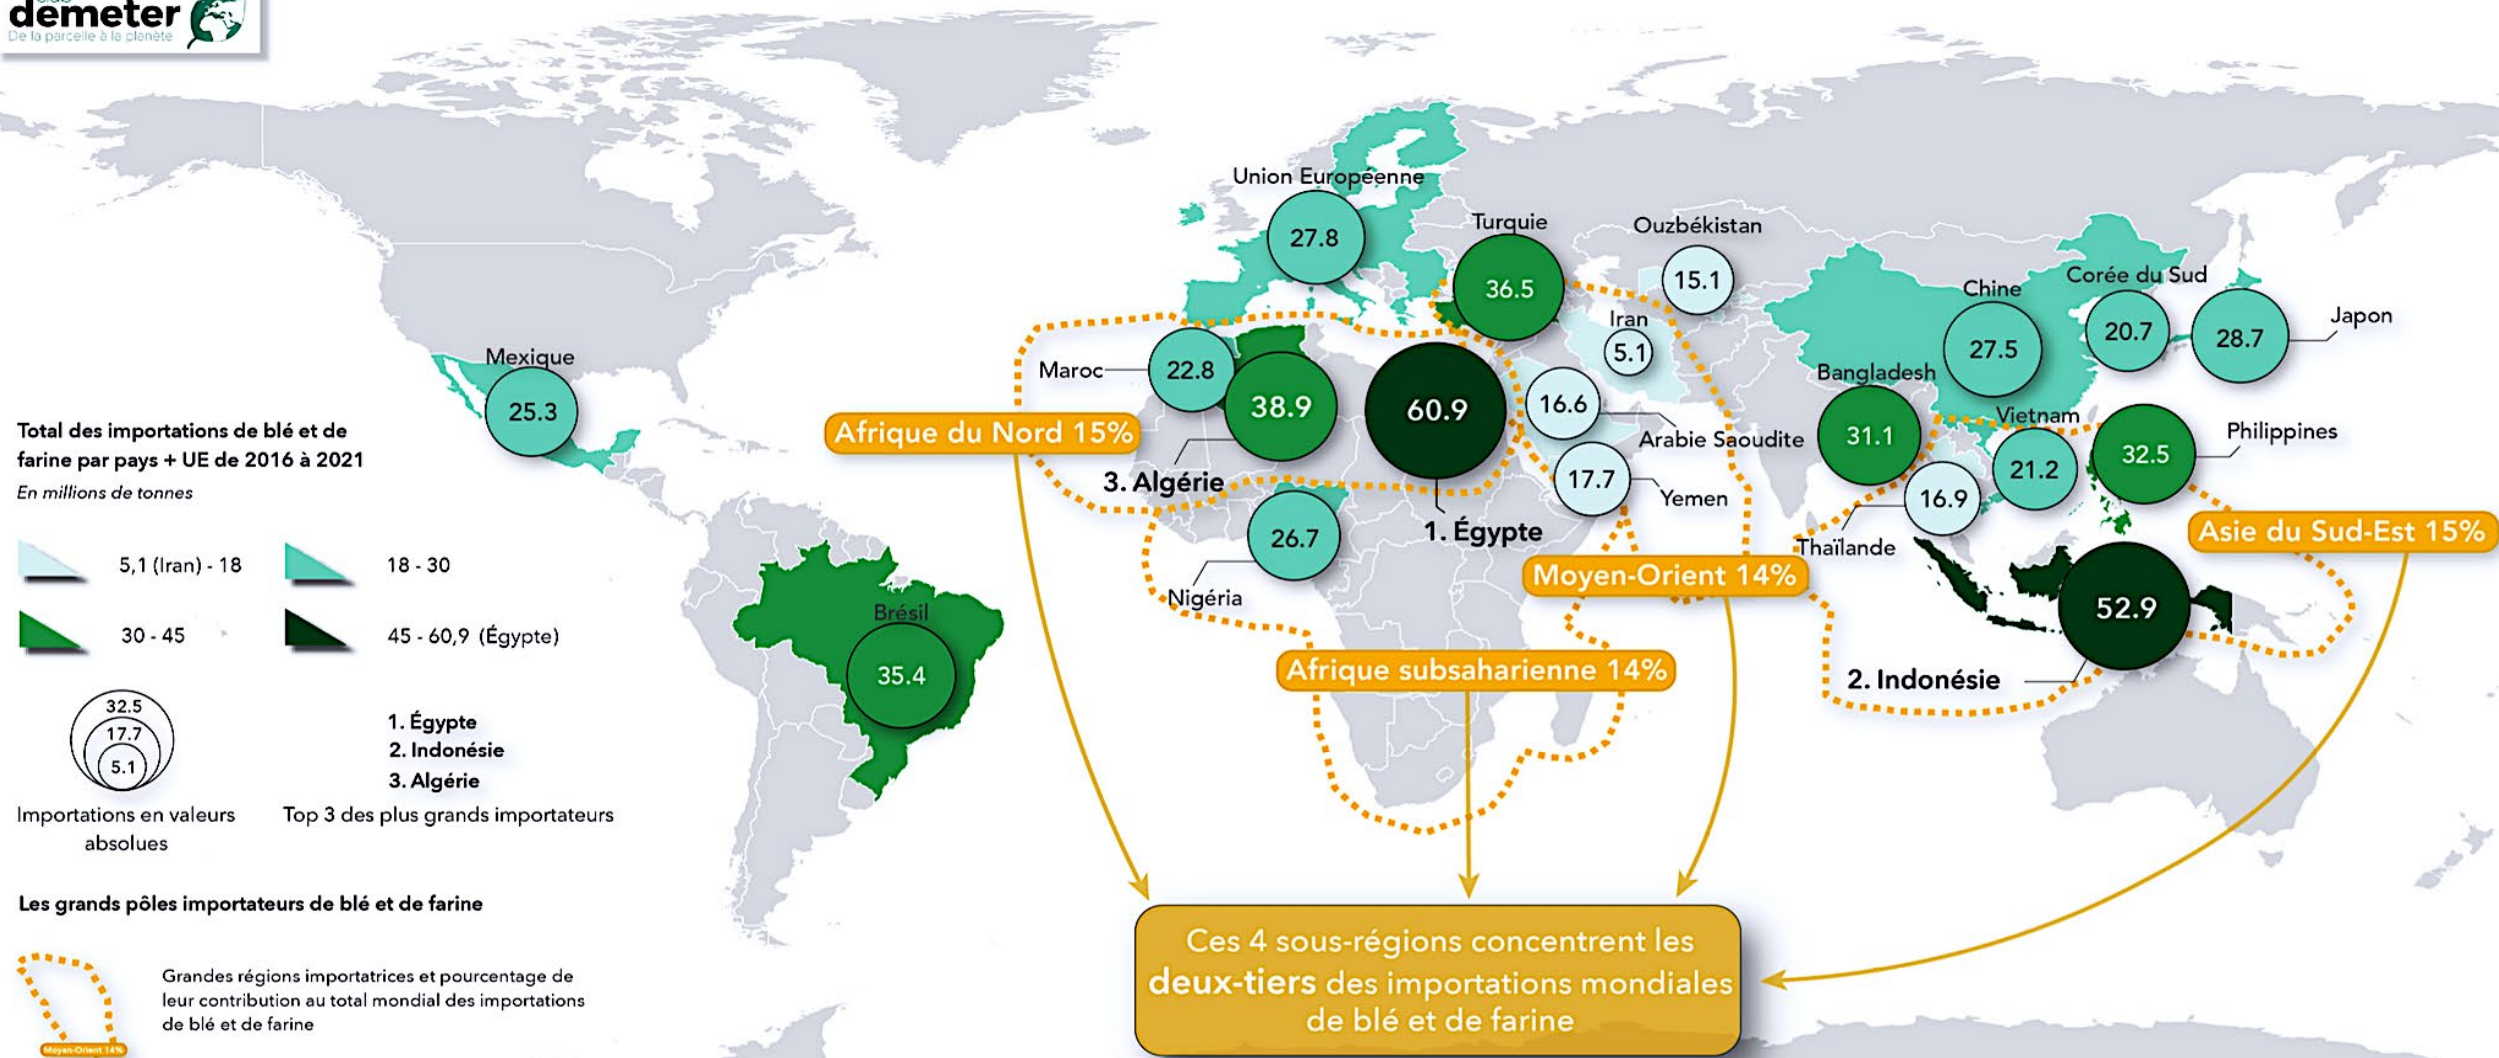 demeter
De la parcelle à la planète
Union Européenne
27.8
Turquie
36.5
Ouzbékistan
15.1
Iran
5.1
Chine
27.5
Corée du Sud
20.7
Japon
28.7
Mexique
25.3
Maroc
22.8
38.9
3. Algérie
60.9
1. Égypte
16.6
Arabie Saoudite
17.7
Yemen
Bangladesh
31.1
Vietnam
21.2
Philippines
32.5
16.9
Thaïlande
Afrique du Nord 15%
Nigéria
26.7
Moyen-Orient 14%
Asie du Sud-Est 15%
52.9
2. Indonésie
Afrique subsaharienne 14%
Brésil
35.4
Total des importations de blé et de
farine par pays + UE de 2016 à 2021
En millions de tonnes
5,1 (Iran) - 18
18 - 30
30 - 45
45 - 60,9 (Égypte)
32.5
17.7
5.1
Importations en valeurs
absolues
1. Égypte
2. Indonésie
3. Algérie
Top 3 des plus grands importateurs
Les grands pôles importateurs de blé et de farine
Moyen-Orient 14%
Grandes régions importatrices et pourcentage de
leur contribution au total mondial des importations
de blé et de farine
Ces 4 sous-régions concentrent les
deux-tiers des importations mondiales
de blé et de farine